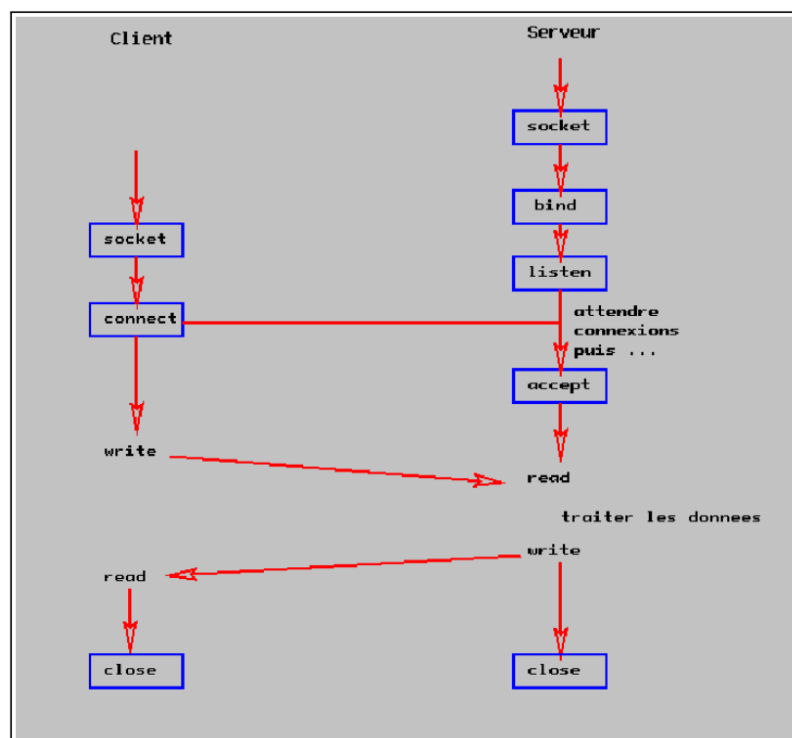 Client
Serveur
socket
bind
socket
listen
connect
attendre
connexions
puis ...
accept
write
read
traiter les donnees
write
read
close
close